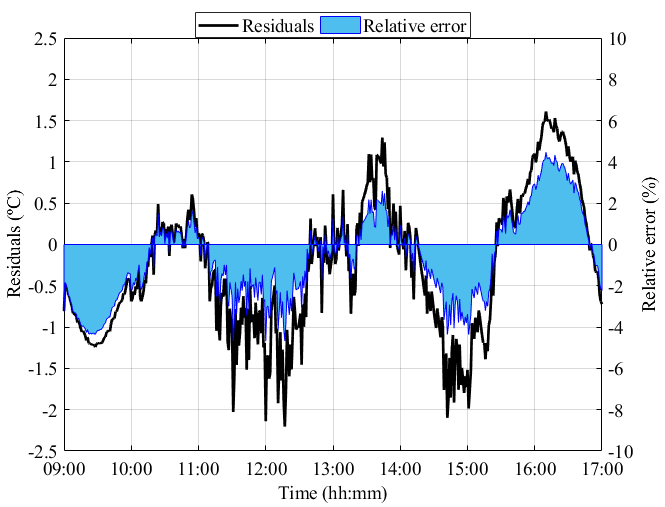 Residuals Relative error
2.5 10
2 8
1.5 6
1 4
0.5 2
0 0
-0.5 -2
-1 -4
-1.5 -6
-2 -8
-2.5 -10
Residuals (ºC)
Relative error (%)
09:00 10:00 11:00 12:00 13:00 14:00 15:00 16:00 17:00
Time (hh:mm)